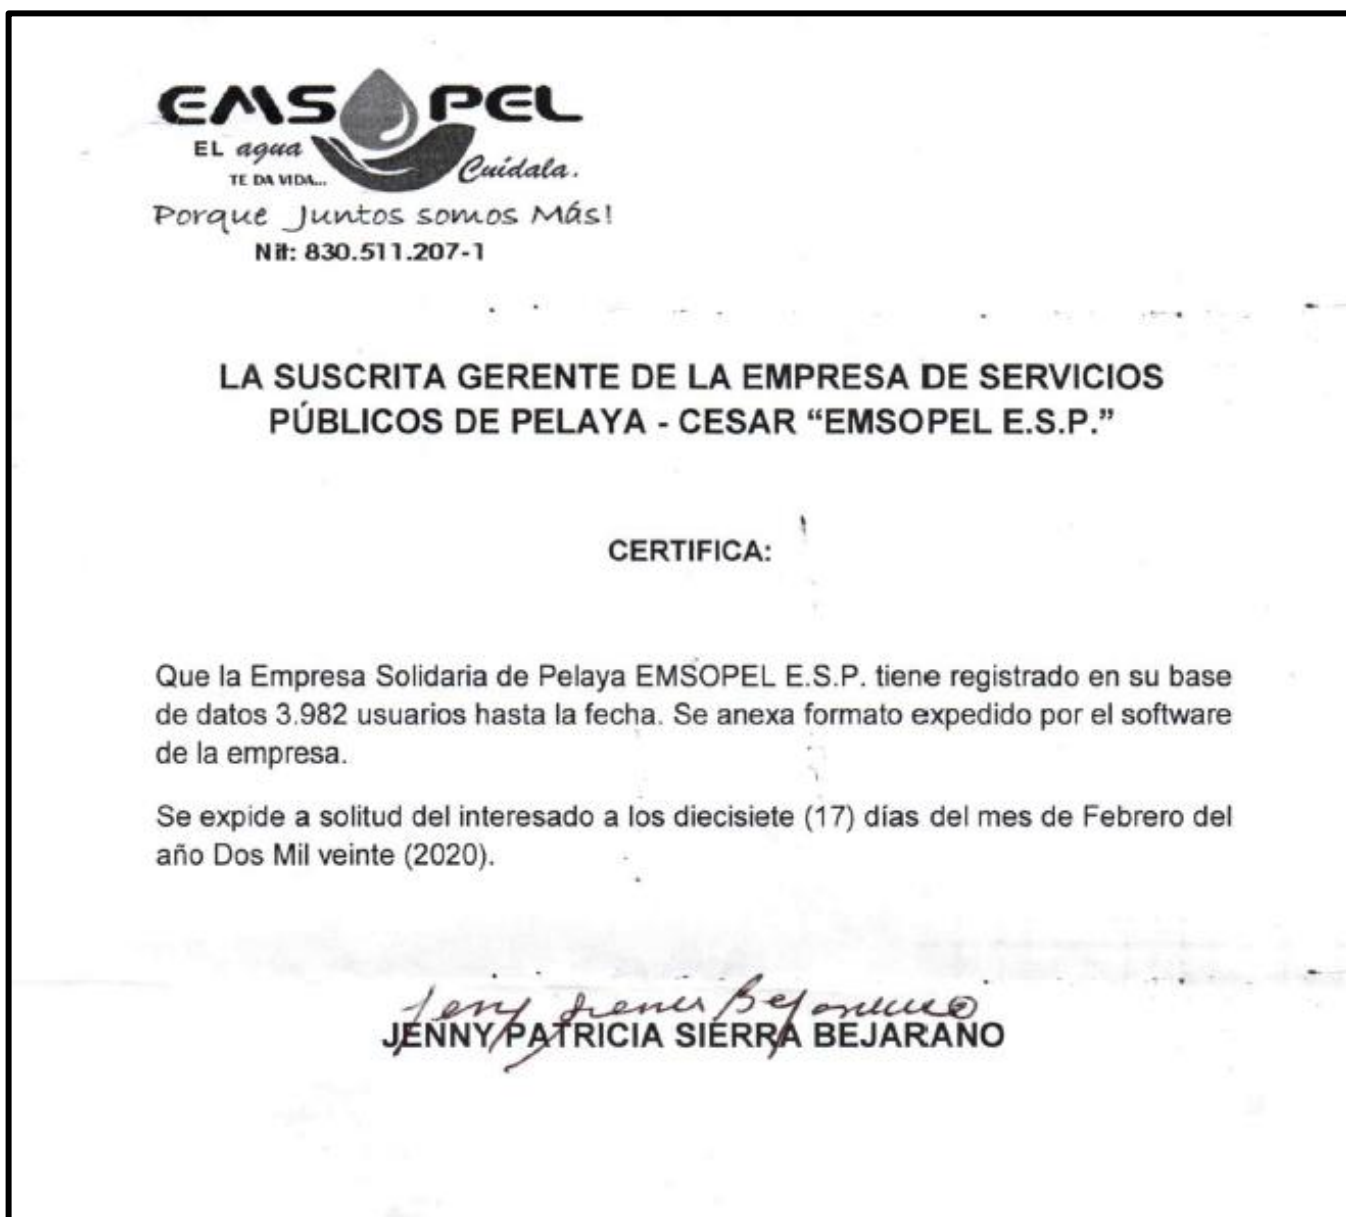 EMSOPEL
EL agua
TE DA VIDA...
Cuídala.
Porque Juntos somos Más!
Nit: 830.511.207-1
LA SUSCRITA GERENTE DE LA EMPRESA DE SERVICIOS
PÚBLICOS DE PELAYA - CESAR “EMSOPEL E.S.P.”
CERTIFICA:
Que la Empresa Solidaria de Pelaya EMSOPEL E.S.P. tiene registrado en su base
de datos 3.982 usuarios hasta la fecha. Se anexa formato expedido por el software
de la empresa.
Se expide a solitud del interesado a los diecisiete (17) días del mes de Febrero del
año Dos Mil veinte (2020).
Jeny Sierra Bejarano
JENNY PATRICIA SIERRA BEJARANO